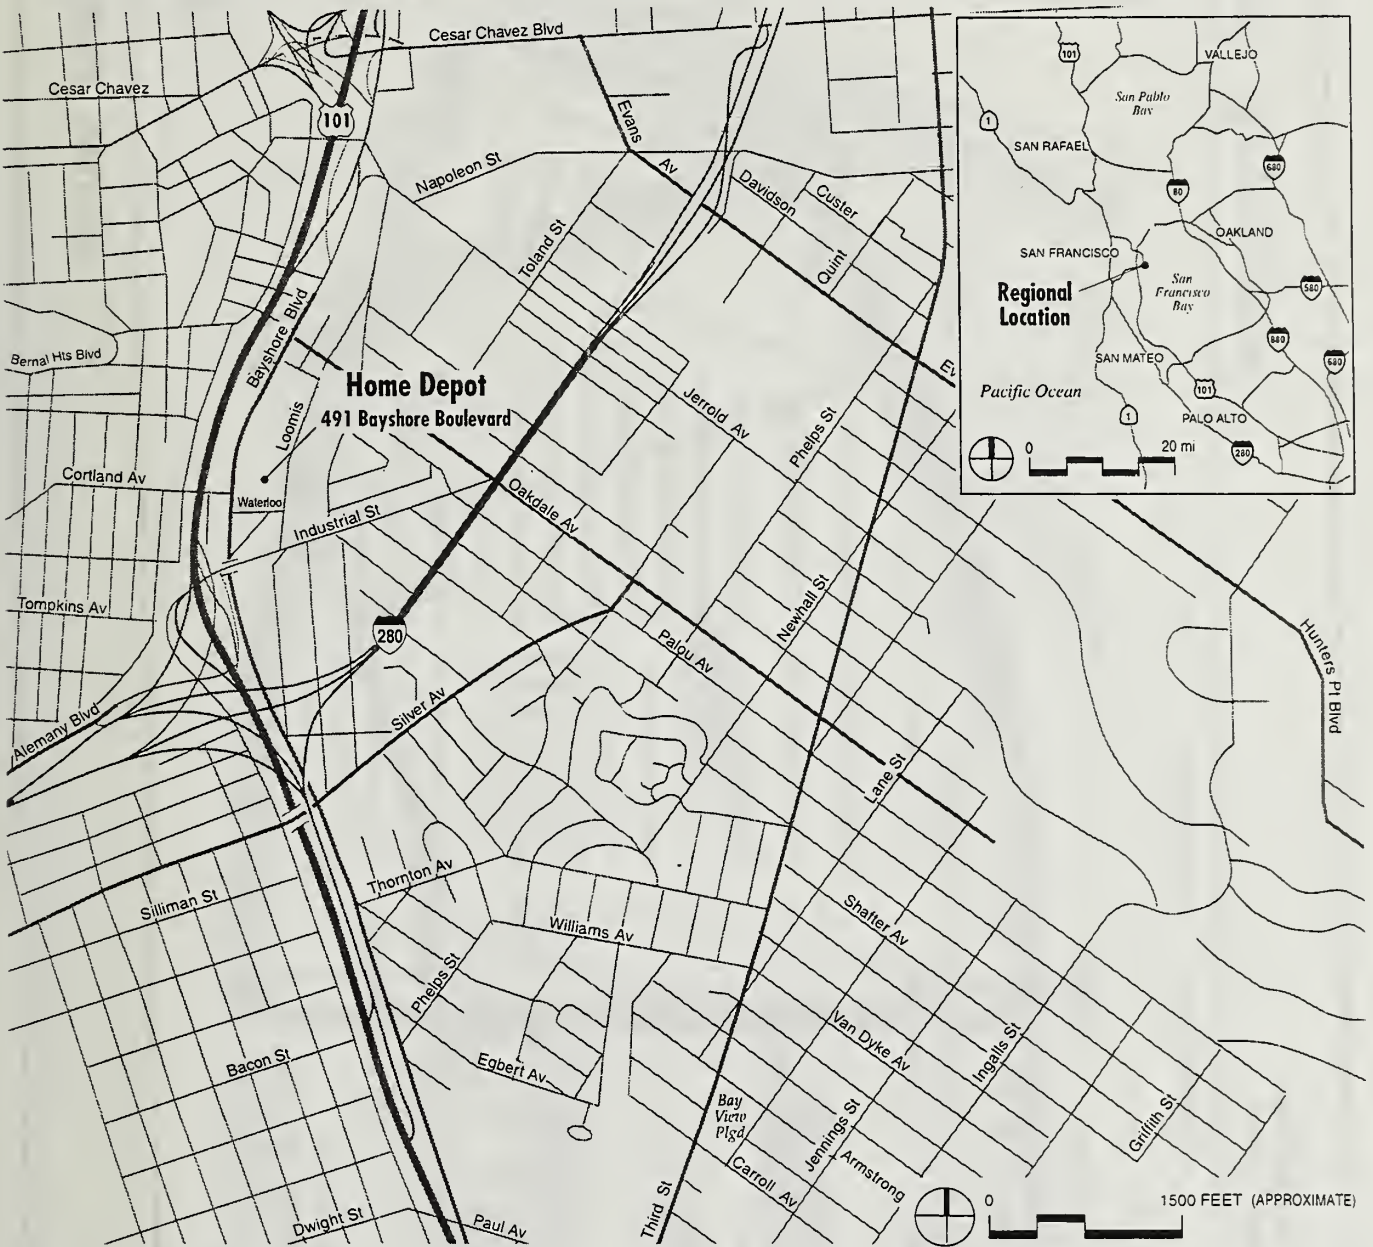 Cesar Chavez Blvd
Cesar Chavez
101
Evans
Av
Napoleon St
Davidson
Custer
Toland St
Quint
Bayshore Blvd
Bernal Hts Blvd
Home Depot
491 Bayshore Boulevard
Loomis
Jerrold Av
Phelps St
Ev
Cortland Av
Waterloo
Industrial St
Oakdale Av
Tompkins Av
280
Newhall St
Palou Av
Hunters Pt Blvd
Alemany Blvd
Silver Av
Lane St
Thornton Av
Silliman St
Williams Av
Shafter Av
Phelps St
Van Dyke Av
Ingalls St
Bacon St
Egbert Av
Bay
View
Plgd
Jennings St
Griffith St
Armstrong
Carroll Av
Third St
Dwight St
Paul Av
0
1500 FEET (APPROXIMATE)
101
VALLEJO
San Pablo
Bay
1
SAN RAFAEL
680
80
OAKLAND
SAN FRANCISCO
San
Francisco
Bay
580
Regional
Location
880
SAN MATEO
680
Pacific Ocean
101
1
PALO ALTO
0
20 mi
280